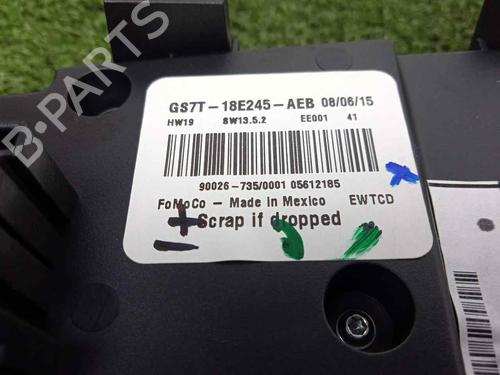 B-PARTS
GS7T-18E245-AEB 08/06/15
HW19 SW13.5.2 EE001 41
90026-735/0001 05612185
FoMoCo - Made in Mexico EWTCD
Scrap if dropped